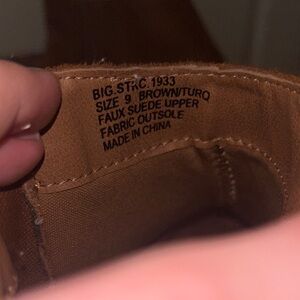 BIG.STRC.1933
SIZE 9 BROWN/TURQ
FAUX SUEDE UPPER
FABRIC OUTSOLE
MADE IN CHINA